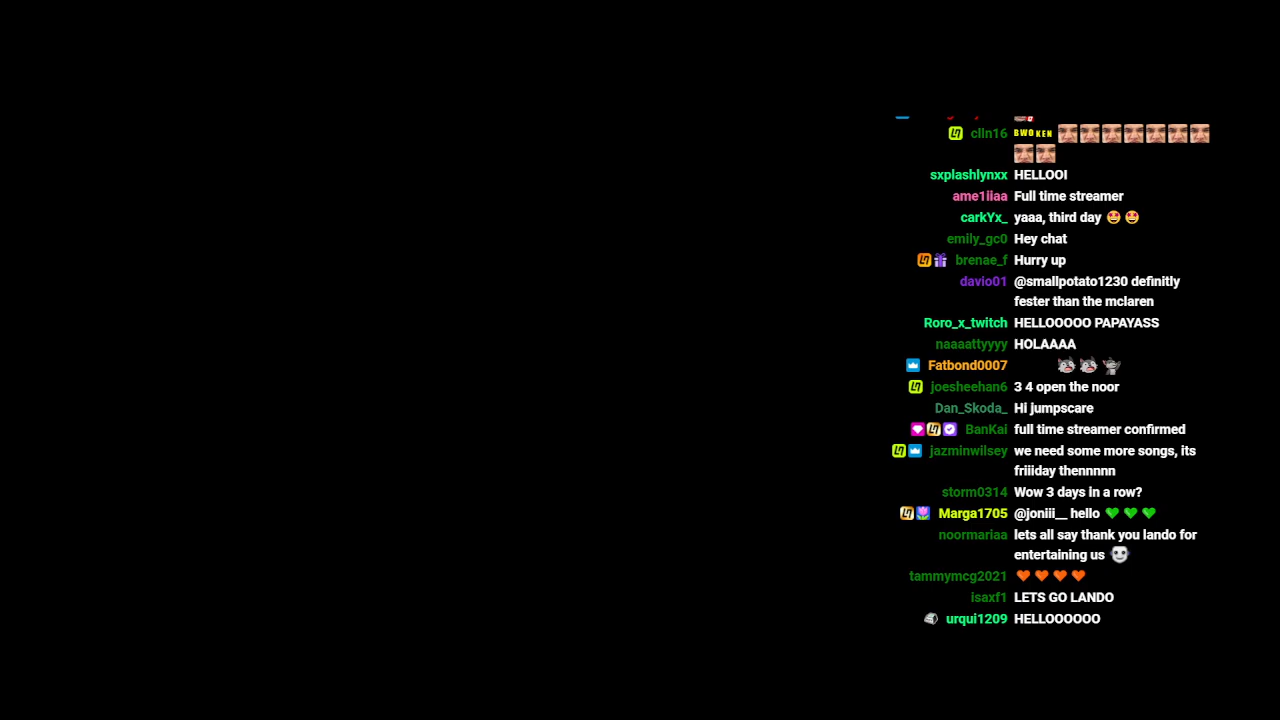 clln16 BWOKEN
sxplashlynxx HELLOOI
ame1iiaa Full time streamer
carkYx_ yaaa, third day 🤩 🤩
emily_gc0 Hey chat
brenae_f Hurry up
davio01 @smallpotato1230 definitly
fester than the mclaren
Roro_x_twitch HELLOOOOO PAPAYASS
naaaattyyyy HOLAAAA
Fatbond0007
joesheehan6 3 4 open the noor
Dan_Skoda_ Hi jumpscare
BanKai full time streamer confirmed
jazminwilsey we need some more songs, its
friiiday thennnnn
storm0314 Wow 3 days in a row?
Marga1705 @joniii__ hello 💚 💚 💚
noormariaa lets all say thank you lando for
entertaining us
tammymcg2021 🧡 🧡 🧡 🧡
isaxf1 LETS GO LANDO
urqui1209 HELLOOOOOO